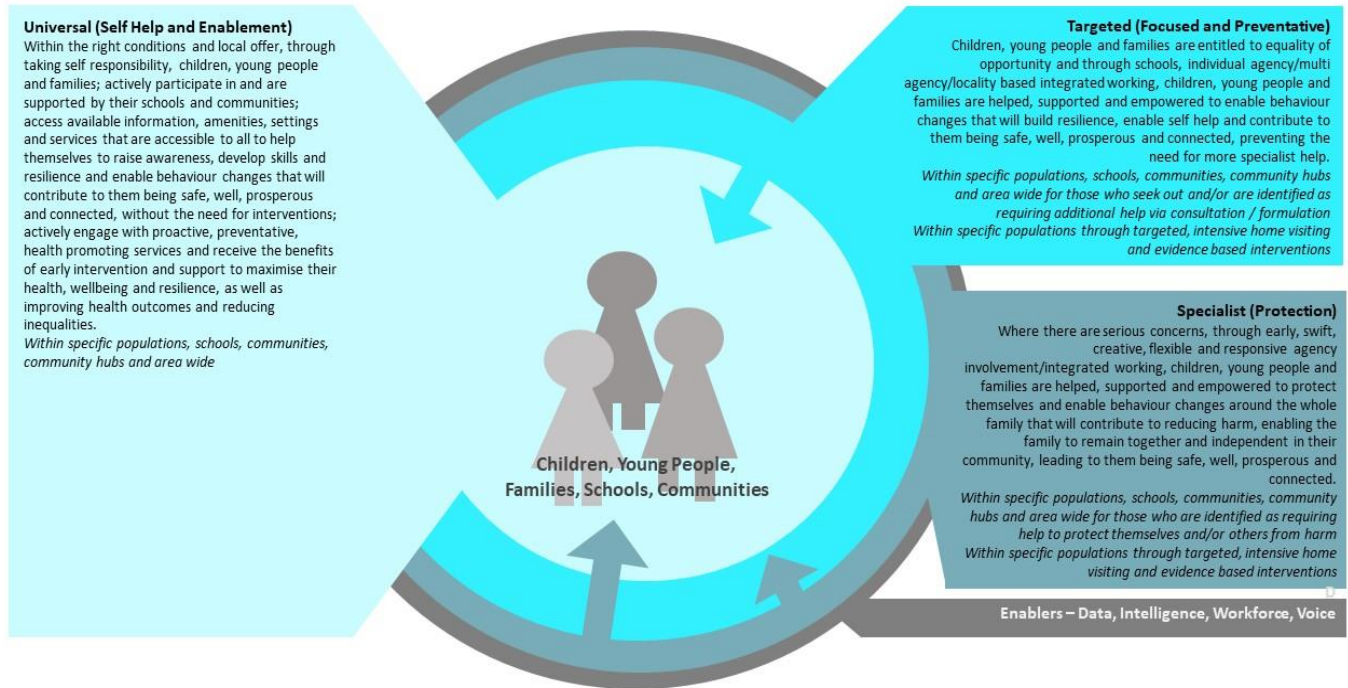 Universal (Self Help and Enablement)
Within the right conditions and local offer, through
taking self responsibility, children, young people
and families; actively participate in and are
supported by their schools and communities;
access available information, amenities, settings
and services that are accessible to all to help
themselves to raise awareness, develop skills and
resilience and enable behaviour changes that will
contribute to them being safe, well, prosperous
and connected, without the need for interventions;
actively engage with proactive, preventative,
health promoting services and receive the benefits
of early intervention and support to maximise their
health, wellbeing and resilience, as well as
improving health outcomes and reducing
inequalities.
Within specific populations, schools, communities,
community hubs and area wide
Targeted (Focused and Preventative)
Children, young people and families are entitled to equality of
opportunity and through schools, individual agency/multi
agency/locality based integrated working, children, young people and
families are helped, supported and empowered to enable behaviour
changes that will build resilience, enable self help and contribute to
them being safe, well, prosperous and connected, preventing the
need for more specialist help.
Within specific populations, schools, communities, community hubs
and area wide for those who seek out and/or are identified as
requiring additional help via consultation / formulation
Within specific populations through targeted, intensive home visiting
and evidence based interventions
Specialist (Protection)
Where there are serious concerns, through early, swift,
creative, flexible and responsive agency
involvement/integrated working, children, young people and
families are helped, supported and empowered to protect
themselves and enable behaviour changes around the whole
family that will contribute to reducing harm, enabling the
family to remain together and independent in their
community, leading to them being safe, well, prosperous and
connected.
Within specific populations, schools, communities, community
hubs and area wide for those who are identified as requiring
help to protect themselves and/or others from harm
Within specific populations through targeted, intensive home
visiting and evidence based interventions
D
Enablers – Data, Intelligence, Workforce, Voice
Children, Young People,
Families, Schools, Communities